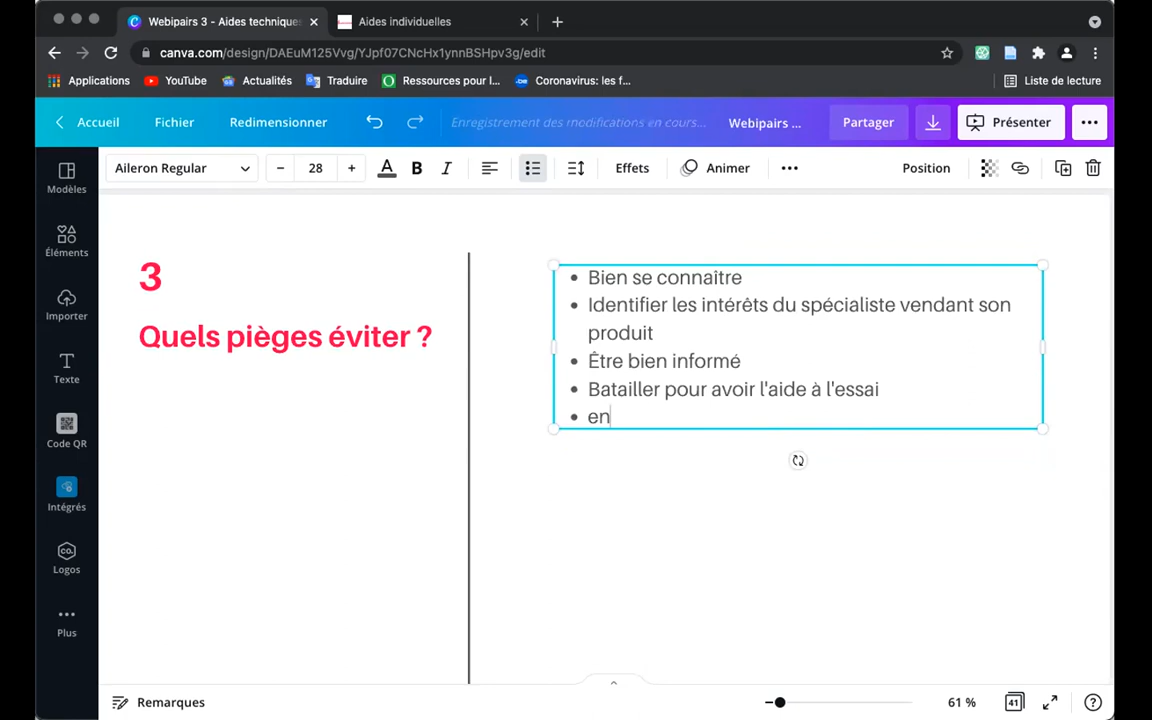 Webipairs 3 - Aides technique
Aides individuelles
canva.com/design/DAEuM125Vvg/YJpf07CNcHx1ynnBSHpv3g/edit
Applications
YouTube
Actualités
Traduire
Ressources pour l...
Coronavirus: les f...
Liste de lecture
Accueil
Fichier
Redimensionner
Enregistrement des modifications en cours...
Webipairs ...
Partager
Présenter
Aileron Regular
28
A
B
I
Effets
Animer
Position
Modèles
Éléments
Importer
Texte
Code QR
Intégrés
CO.
Logos
Plus
3
Quels pièges éviter ?
• Bien se connaître
• Identifier les intérêts du spécialiste vendant son
produit
• Être bien informé
• Batailler pour avoir l'aide à l'essai
• en
Remarques
61 %
41